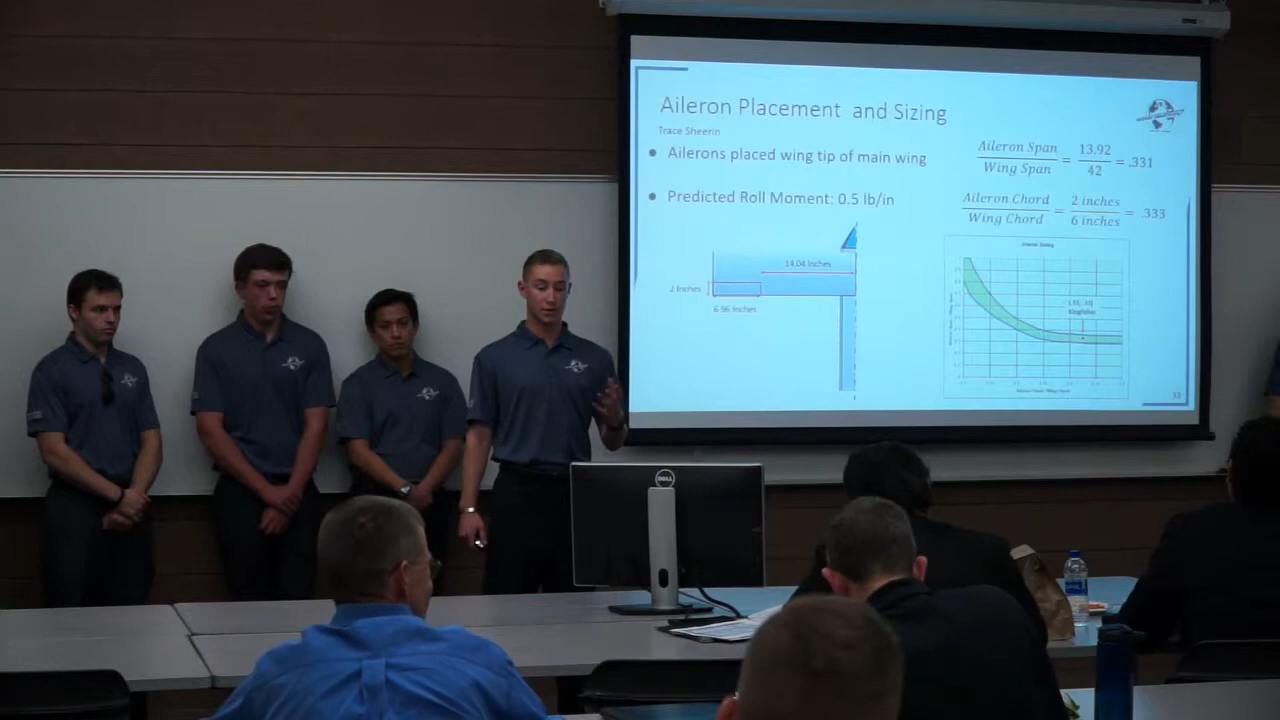 Aileron Placement and Sizing
Trace Sheerin
• Ailerons placed wing tip of main wing
• Predicted Roll Moment: 0.5 lb/in
Aileron Span / Wing Span = 13.92 / 42 = .331
Aileron Chord / Wing Chord = 2 inches / 6 inches = .333
14.04 Inches
2 Inches
6.96 Inches
Kingfisher
33
DELL